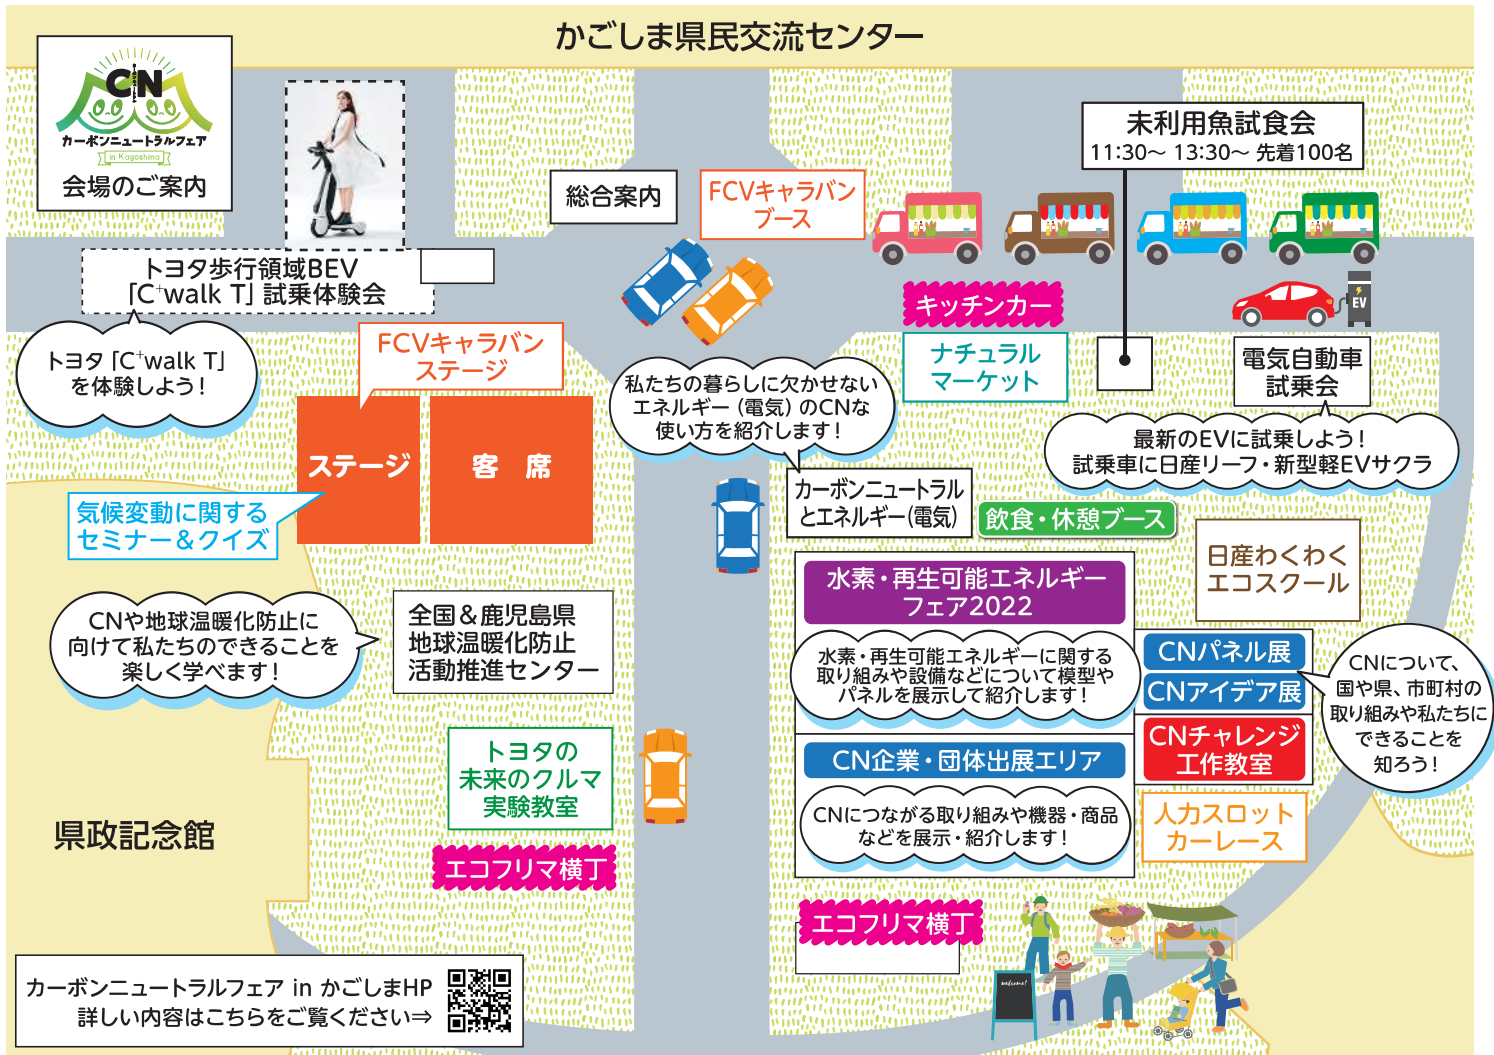 かごしま県民交流センター
CN
カーボンニュートラルフェア
in Kagoshima
会場のご案内
未利用魚試食会
11:30～ 13:30～ 先着100名
総合案内
FCVキャラバン
ブース
トヨタ歩行領域BEV
「C⁺walk T」試乗体験会
キッチンカー
EV
トヨタ「C⁺walk T」
を体験しよう！
FCVキャラバン
ステージ
私たちの暮らしに欠かせない
エネルギー（電気）のCNな
使い方を紹介します！
ナチュラル
マーケット
電気自動車
試乗会
最新のEVに試乗しよう！
試乗車に日産リーフ・新型軽EVサクラ
ステージ
客　席
カーボンニュートラル
とエネルギー(電気)
飲食・休憩ブース
気候変動に関する
セミナー＆クイズ
日産わくわく
エコスクール
水素・再生可能エネルギー
フェア2022
CNや地球温暖化防止に
向けて私たちのできることを
楽しく学べます！
全国＆鹿児島県
地球温暖化防止
活動推進センター
水素・再生可能エネルギーに関する
取り組みや設備などについて模型や
パネルを展示して紹介します！
CNパネル展
CNアイデア展
CNについて、
国や県、市町村の
取り組みや私たちに
できることを
知ろう！
CNチャレンジ
工作教室
トヨタの
未来のクルマ
実験教室
CN企業・団体出展エリア
CNにつながる取り組みや機器・商品
などを展示・紹介します！
人力スロット
カーレース
県政記念館
エコフリマ横丁
エコフリマ横丁
welcome!
カーボンニュートラルフェア in かごしまHP
詳しい内容はこちらをご覧ください⇒